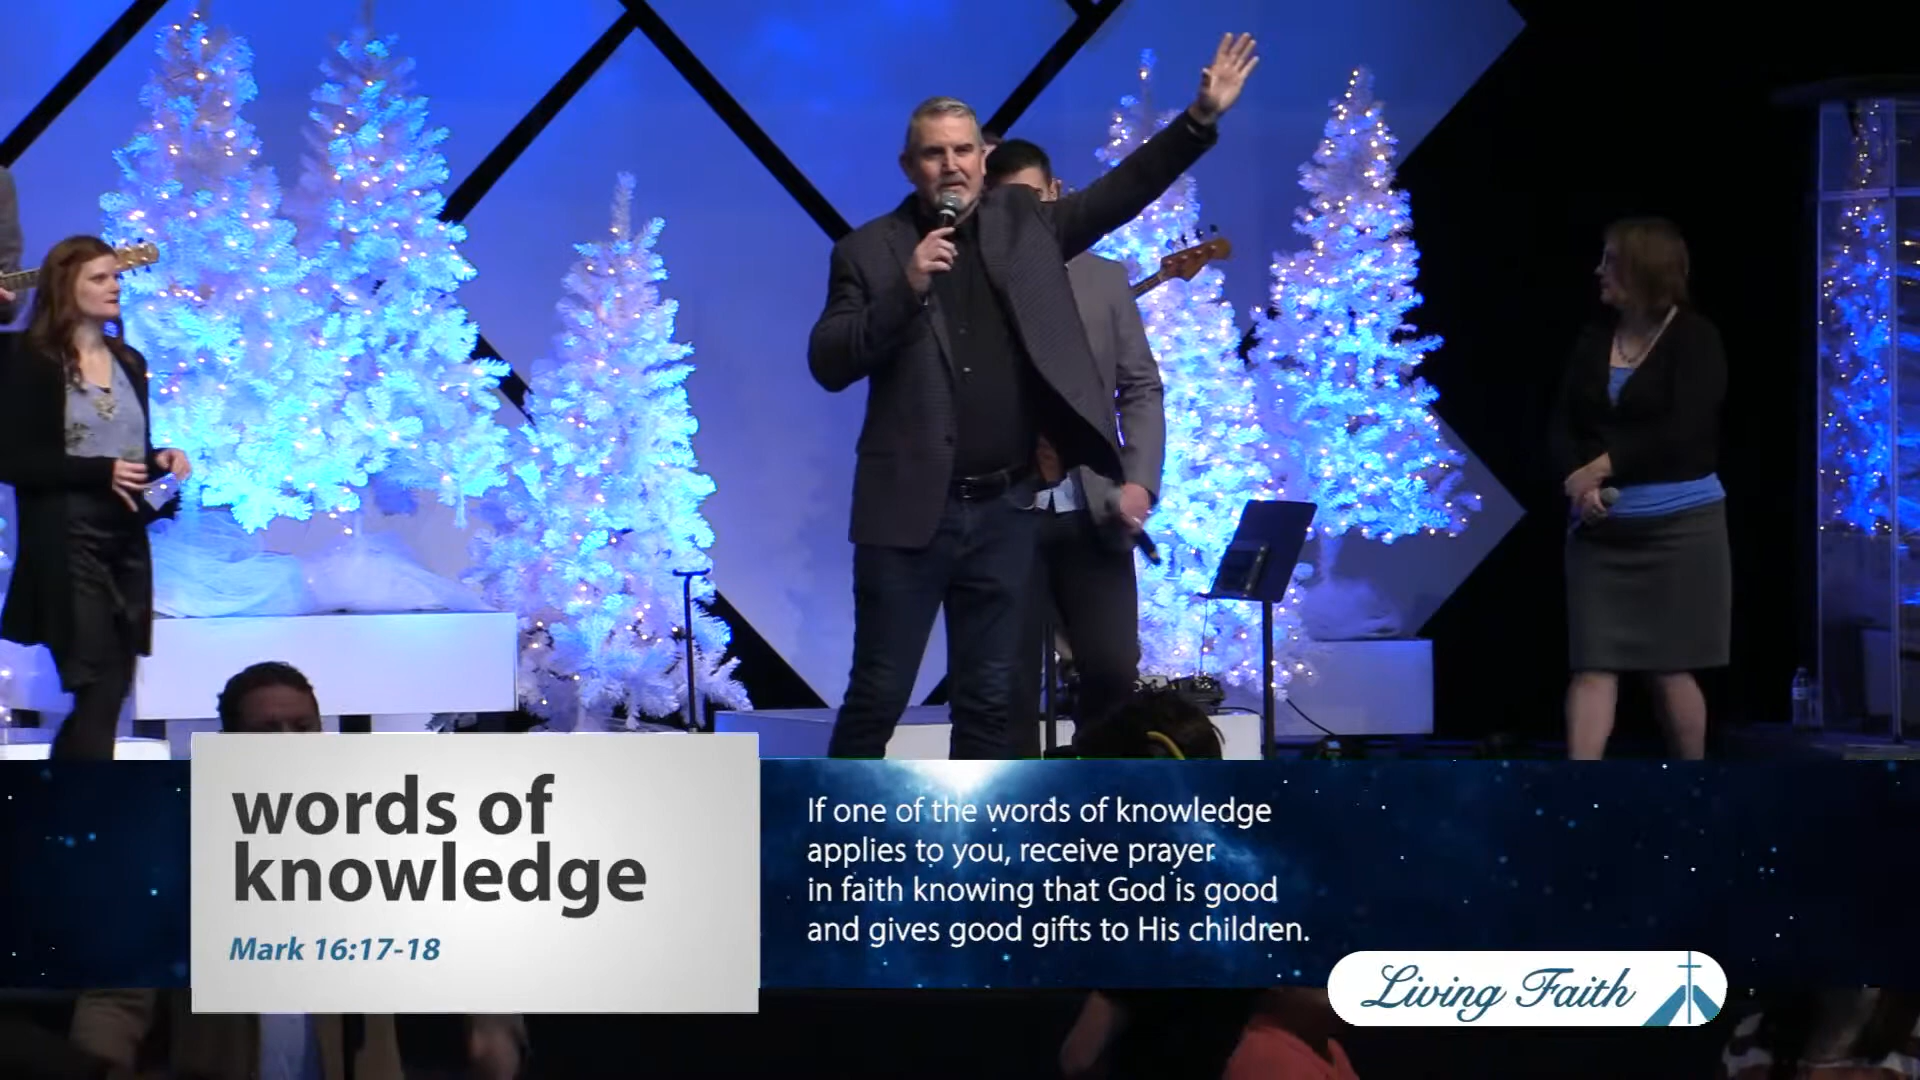 words of
knowledge
Mark 16:17-18
If one of the words of knowledge
applies to you, receive prayer
in faith knowing that God is good
and gives good gifts to His children.
Living Faith